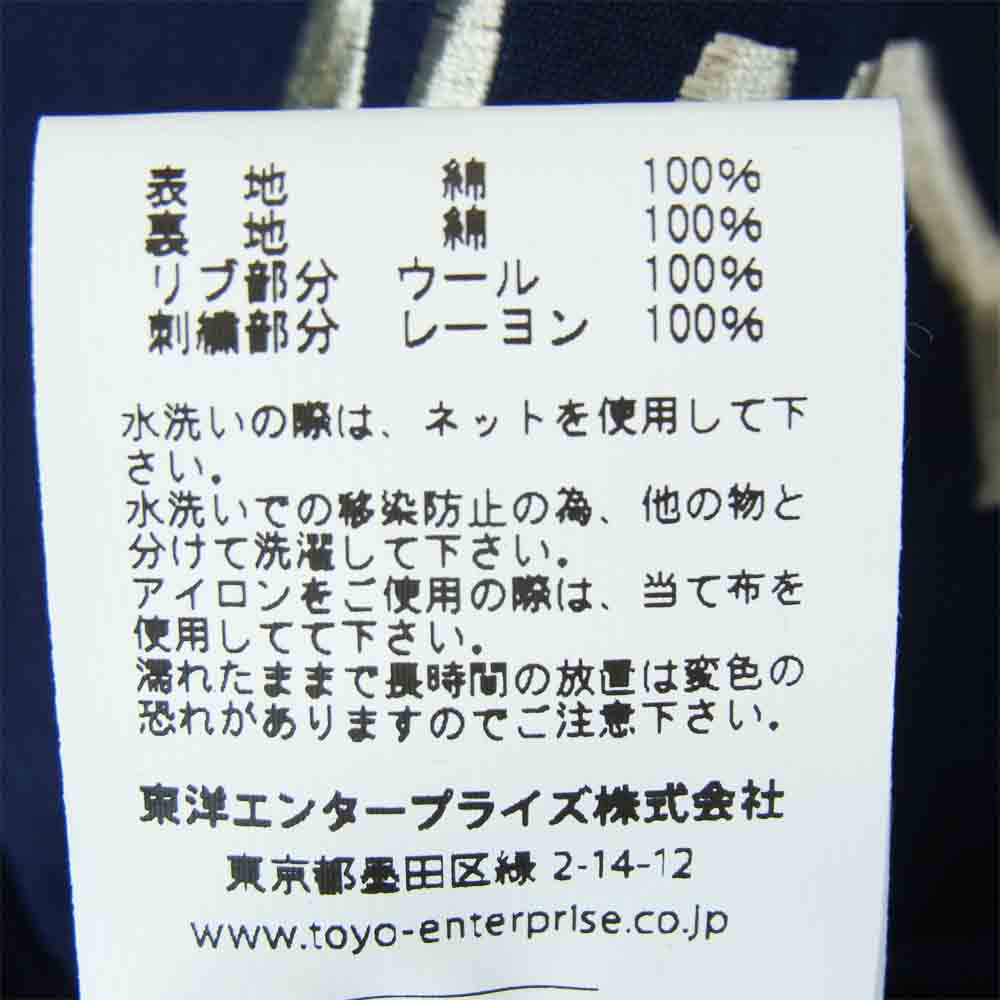 表 地 綿 100%
裏 地 綿 100%
リブ部分 ウール 100%
刺繍部分 レーヨン 100%
水洗いの際は、ネットを使用して下
さい。
水洗いでの移染防止の為、他の物と
分けて洗濯して下さい。
アイロンをご使用の際は、当て布を
使用してて下さい。
濡れたままで長時間の放置は変色の
恐れがありますのでご注意下さい。
東洋エンタープライズ株式会社
東京都墨田区緑 2-14-12
www.toyo-enterprise.co.jp